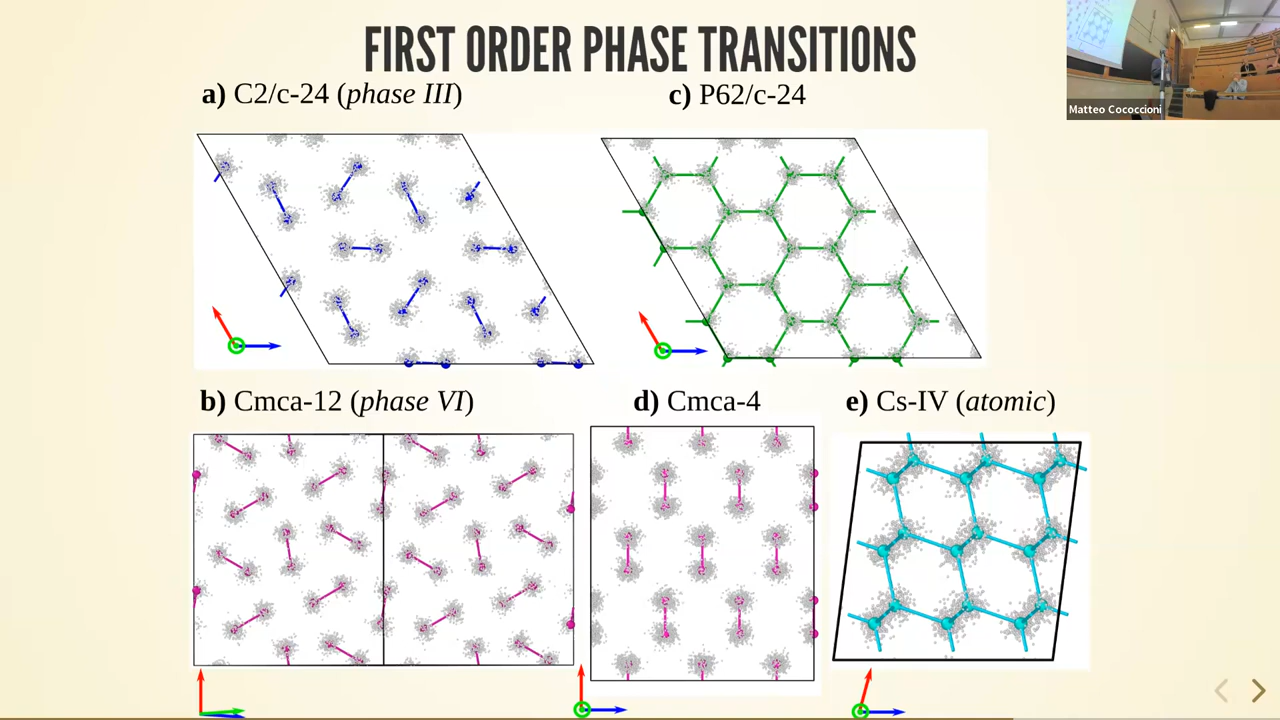 FIRST ORDER PHASE TRANSITIONS
a) C2/c-24 (phase III)
c) P62/c-24
b) Cmca-12 (phase VI)
d) Cmca-4
e) Cs-IV (atomic)
Matteo Cococcioni